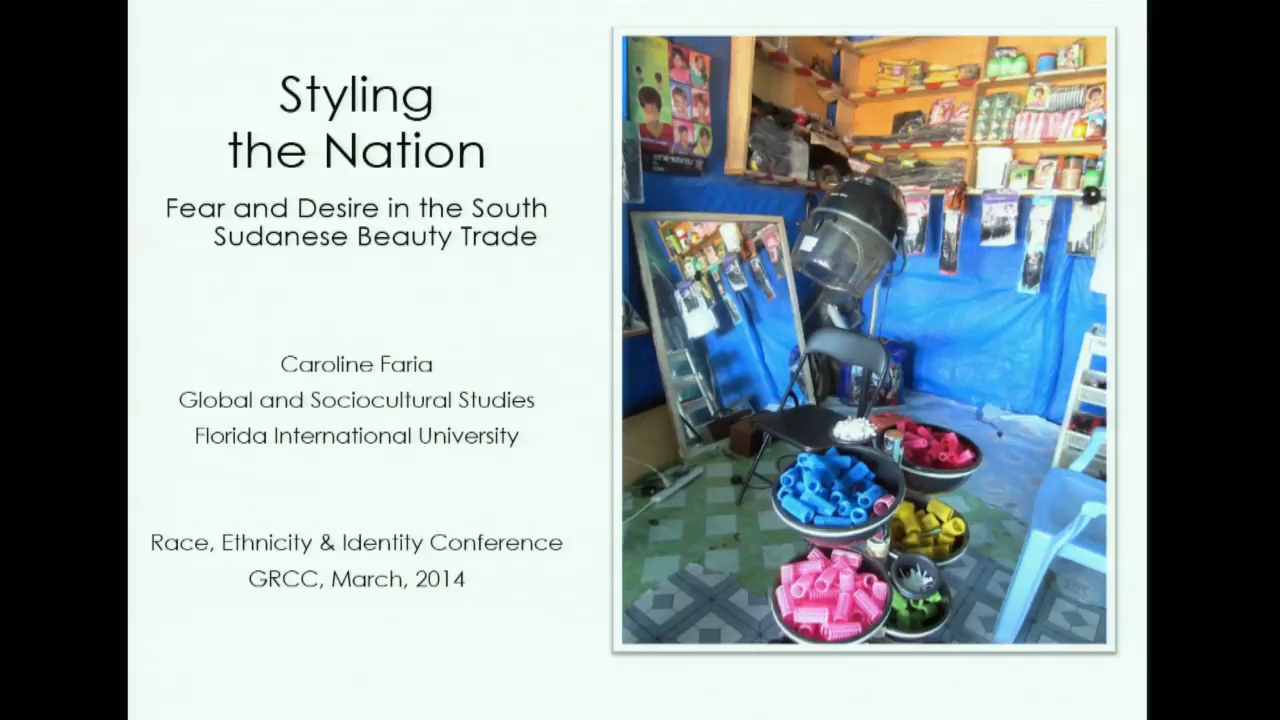 Styling
the Nation
Fear and Desire in the South
Sudanese Beauty Trade
Caroline Faria
Global and Sociocultural Studies
Florida International University
Race, Ethnicity & Identity Conference
GRCC, March, 2014